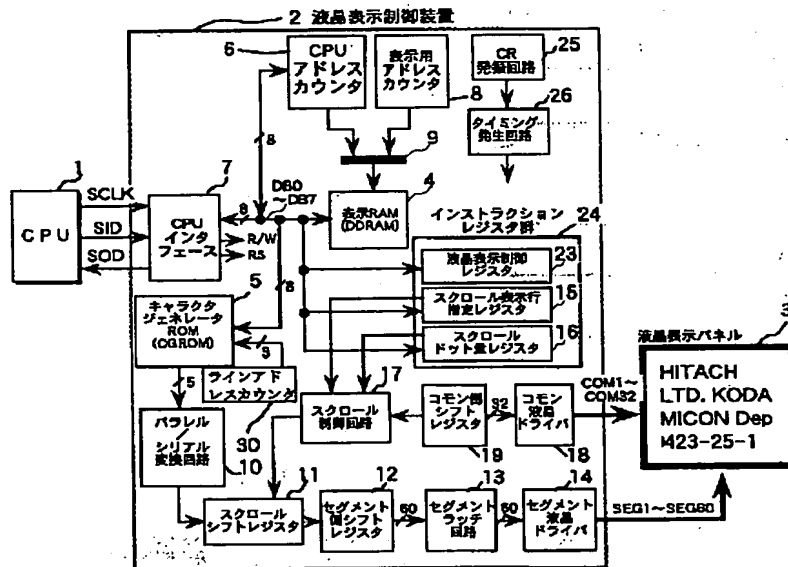 2 液晶表示制御装置
6
CPU
アドレス
カウンタ
表示用
アドレス
カウンタ
8
CR
発振回路
25
26
タイミング
発生回路
8
9
1
CPU
SCLK
SID
SOD
7
CPU
インタ
フェース
8
DB0
～DB7
R/W
RS
8
4
表示RAM
(DDRAM)
インストラクション
レジスタ群
24
液晶表示制御
レジスタ
23
スクロール表示行
指定レジスタ
15
スクロール
ドット量レジスタ
16
5
キャラクタ
ジェネレータ
ROM
(CGROM)
3
5
ラインアド
レスカウンタ
30
17
スクロール
制御回路
コモン側
シフト
レジスタ
19
32
コモン
液晶
ドライバ
18
COM1～
COM32
液晶表示パネル
3
HITACH
LTD. KODA
MICON Dep
1423-25-1
パラレル
/
シリアル
変換回路
10
11
スクロール
シフトレジスタ
12
セグメント
側シフト
レジスタ
60
13
セグメント
ラッチ
回路
60
14
セグメント
液晶
ドライバ
SEG1～SEG60